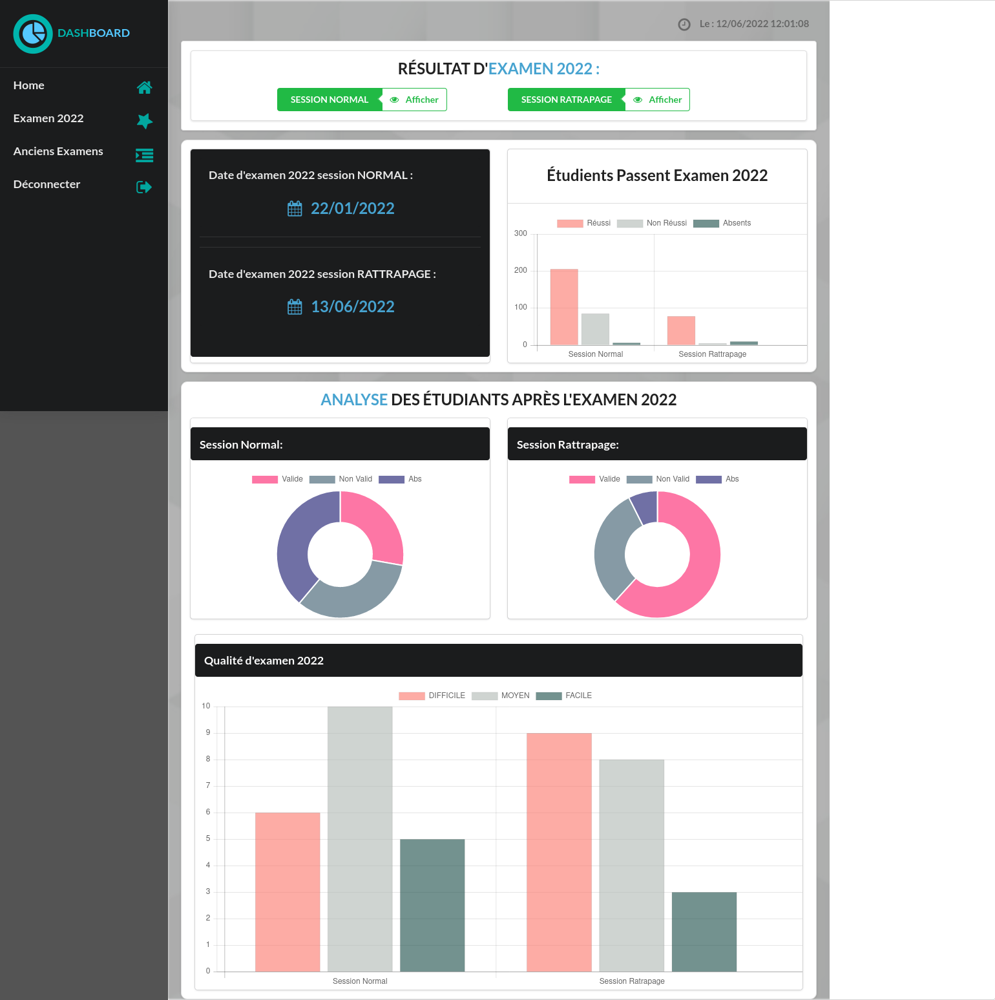 DASHBOARD
Home
Examen 2022
Anciens Examens
Déconnecter
Le : 12/06/2022 12:01:08
RÉSULTAT D'EXAMEN 2022 :
SESSION NORMAL Afficher SESSION RATRAPAGE Afficher
Date d'examen 2022 session NORMAL :
22/01/2022
Date d'examen 2022 session RATTRAPAGE :
13/06/2022
Étudients Passent Examen 2022
Réussi Non Réussi Absents
300
200
100
0
Session Normal Session Rattrapage
ANALYSE DES ÉTUDIANTS APRÈS L'EXAMEN 2022
Session Normal:
Valide Non Valid Abs
Session Rattrapage:
Valide Non Valid Abs
Qualité d'examen 2022
DIFFICILE MOYEN FACILE
10
9
8
7
6
5
4
3
2
1
0
Session Normal Session Ratrapage